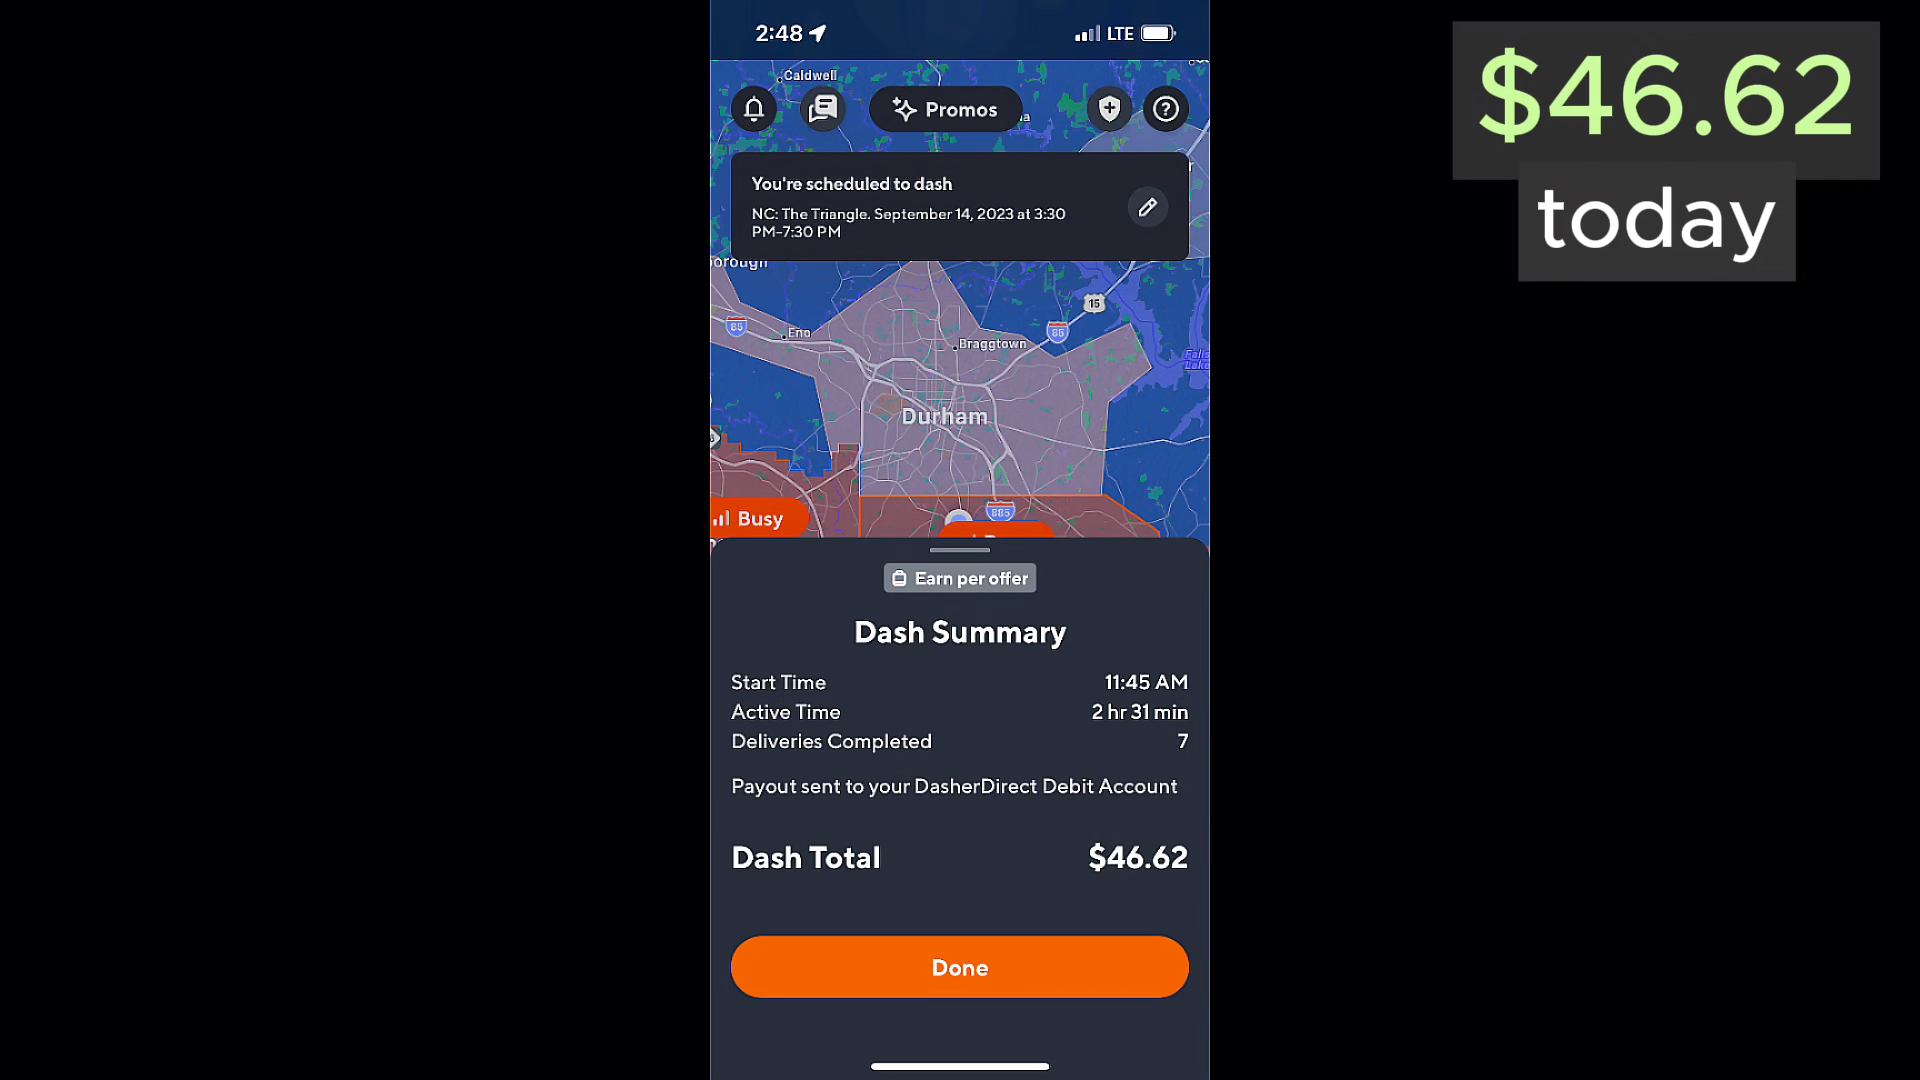 2:48
LTE
$46.62
today
Caldwell
Promos
You're scheduled to dash
NC: The Triangle. September 14, 2023 at 3:30
PM-7:30 PM
orough
15
85
Eno
85
Braggtown
Falls
Lake
Durham
885
Busy
Earn per offer
Dash Summary
Start Time 11:45 AM
Active Time 2 hr 31 min
Deliveries Completed 7
Payout sent to your DasherDirect Debit Account
Dash Total $46.62
Done